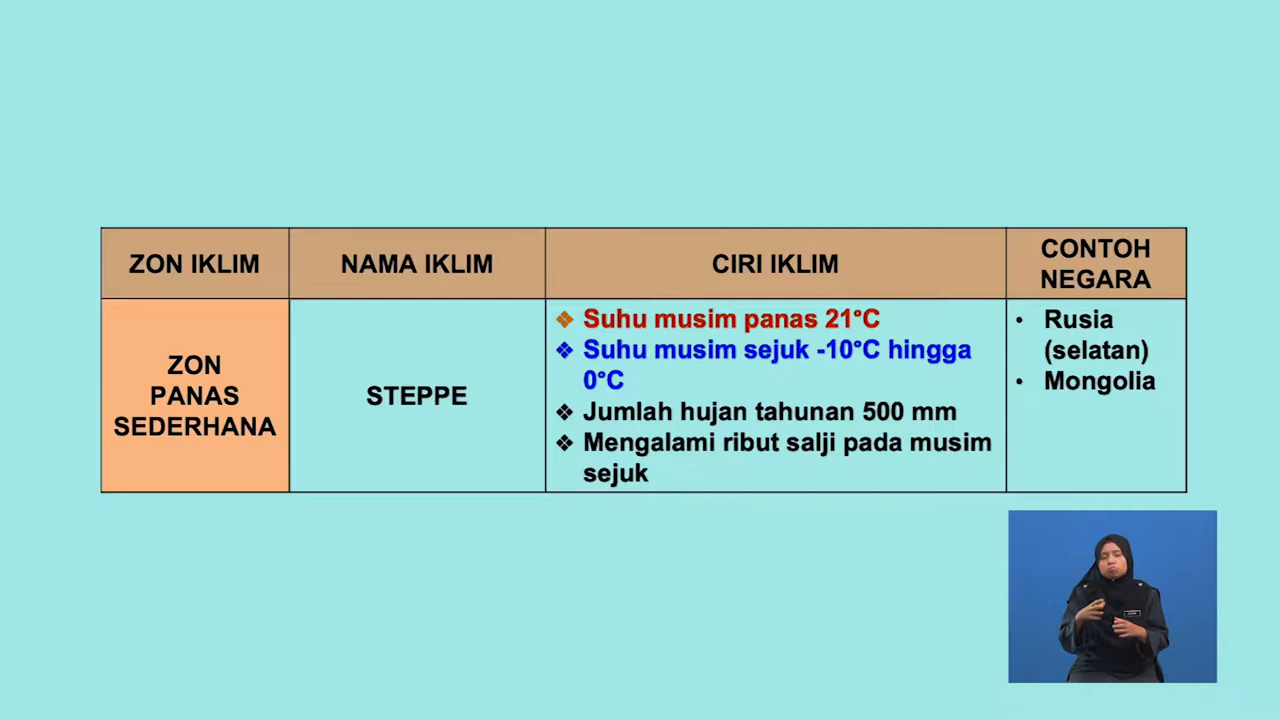 ZON IKLIM
NAMA IKLIM
CIRI IKLIM
CONTOH
NEGARA
ZON
PANAS
SEDERHANA
STEPPE
❖ Suhu musim panas 21°C
❖ Suhu musim sejuk -10°C hingga
0°C
❖ Jumlah hujan tahunan 500 mm
❖ Mengalami ribut salji pada musim
sejuk
• Rusia
(selatan)
• Mongolia